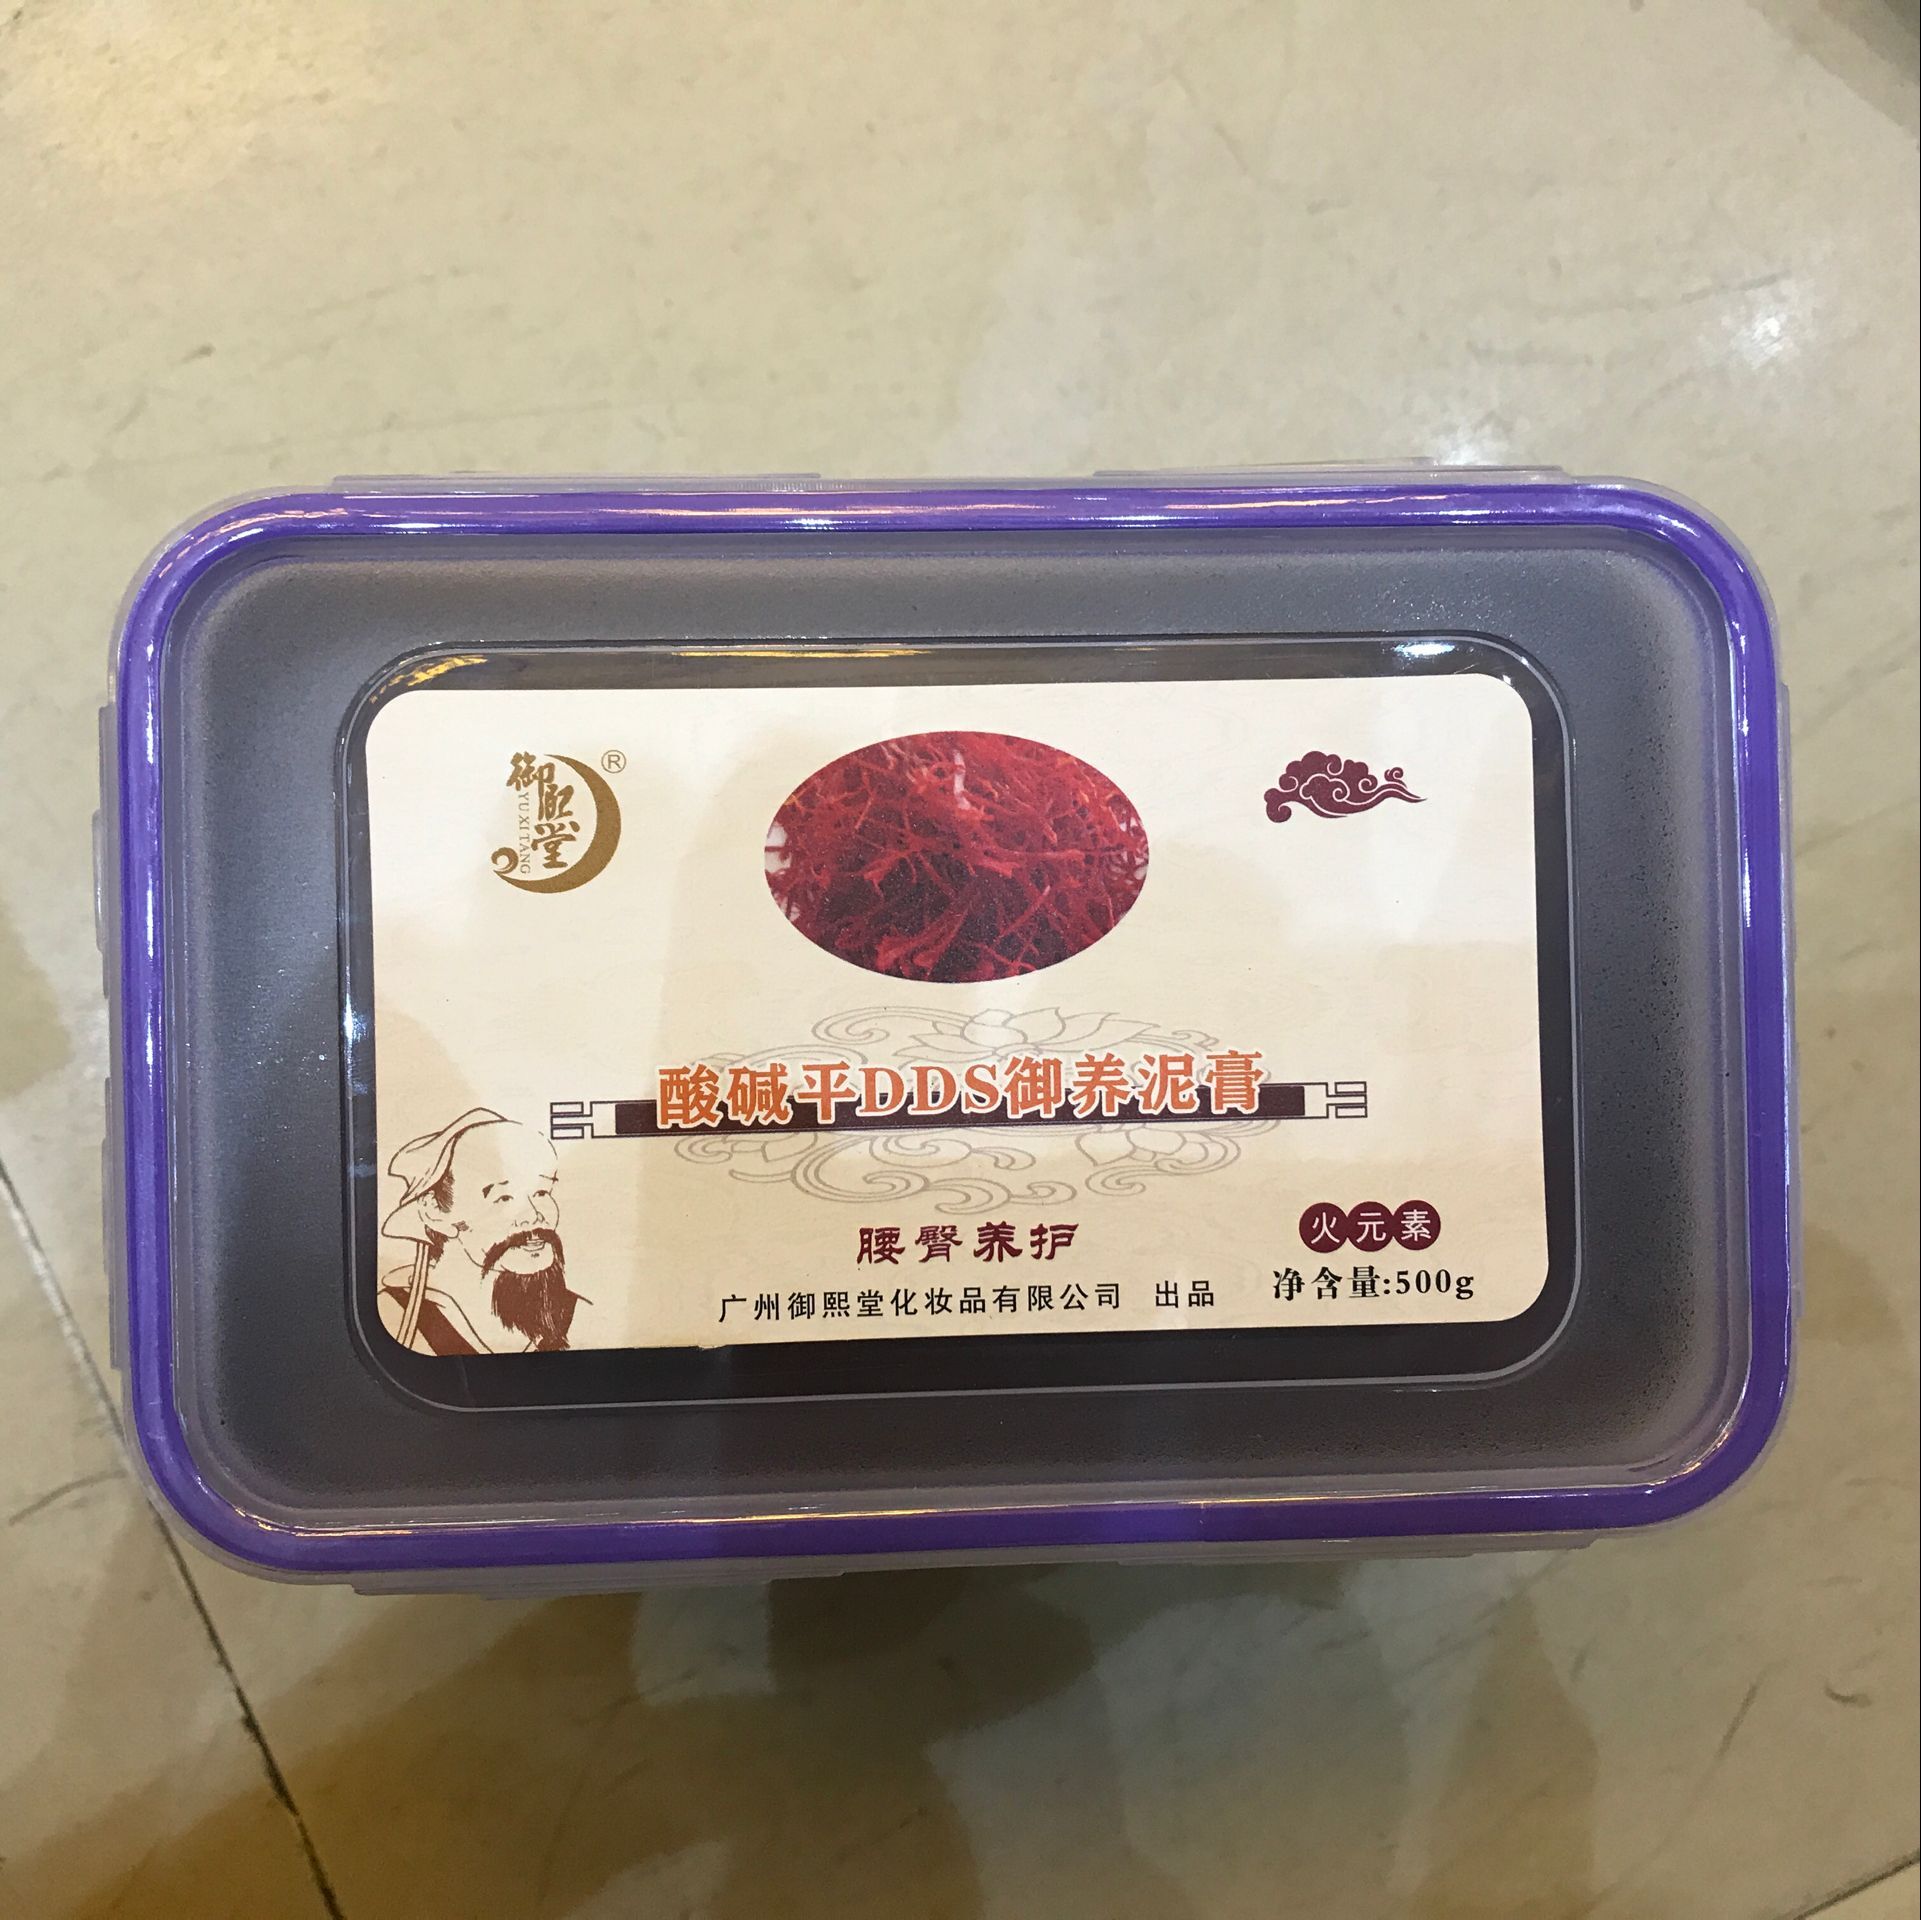 御熙堂
YU XI TANG
®
酸碱平DDS御养泥膏
腰臀养护
火元素
广州御熙堂化妆品有限公司 出品
净含量:500g